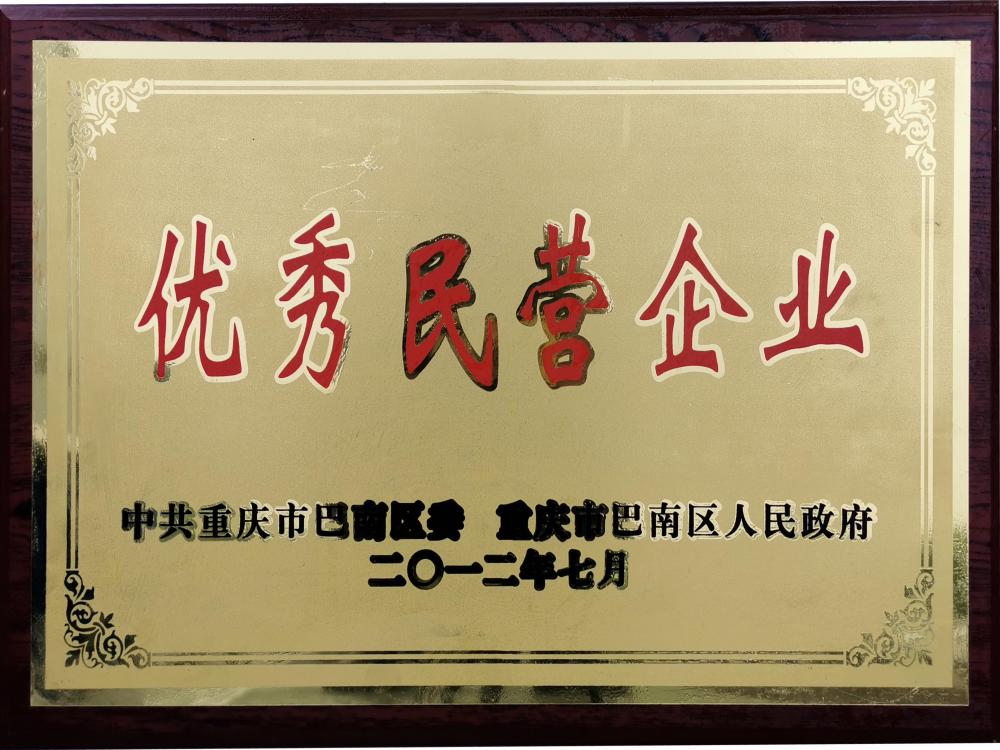 优秀民营企业
中共重庆市巴南区委 重庆市巴南区人民政府
二〇一二年七月